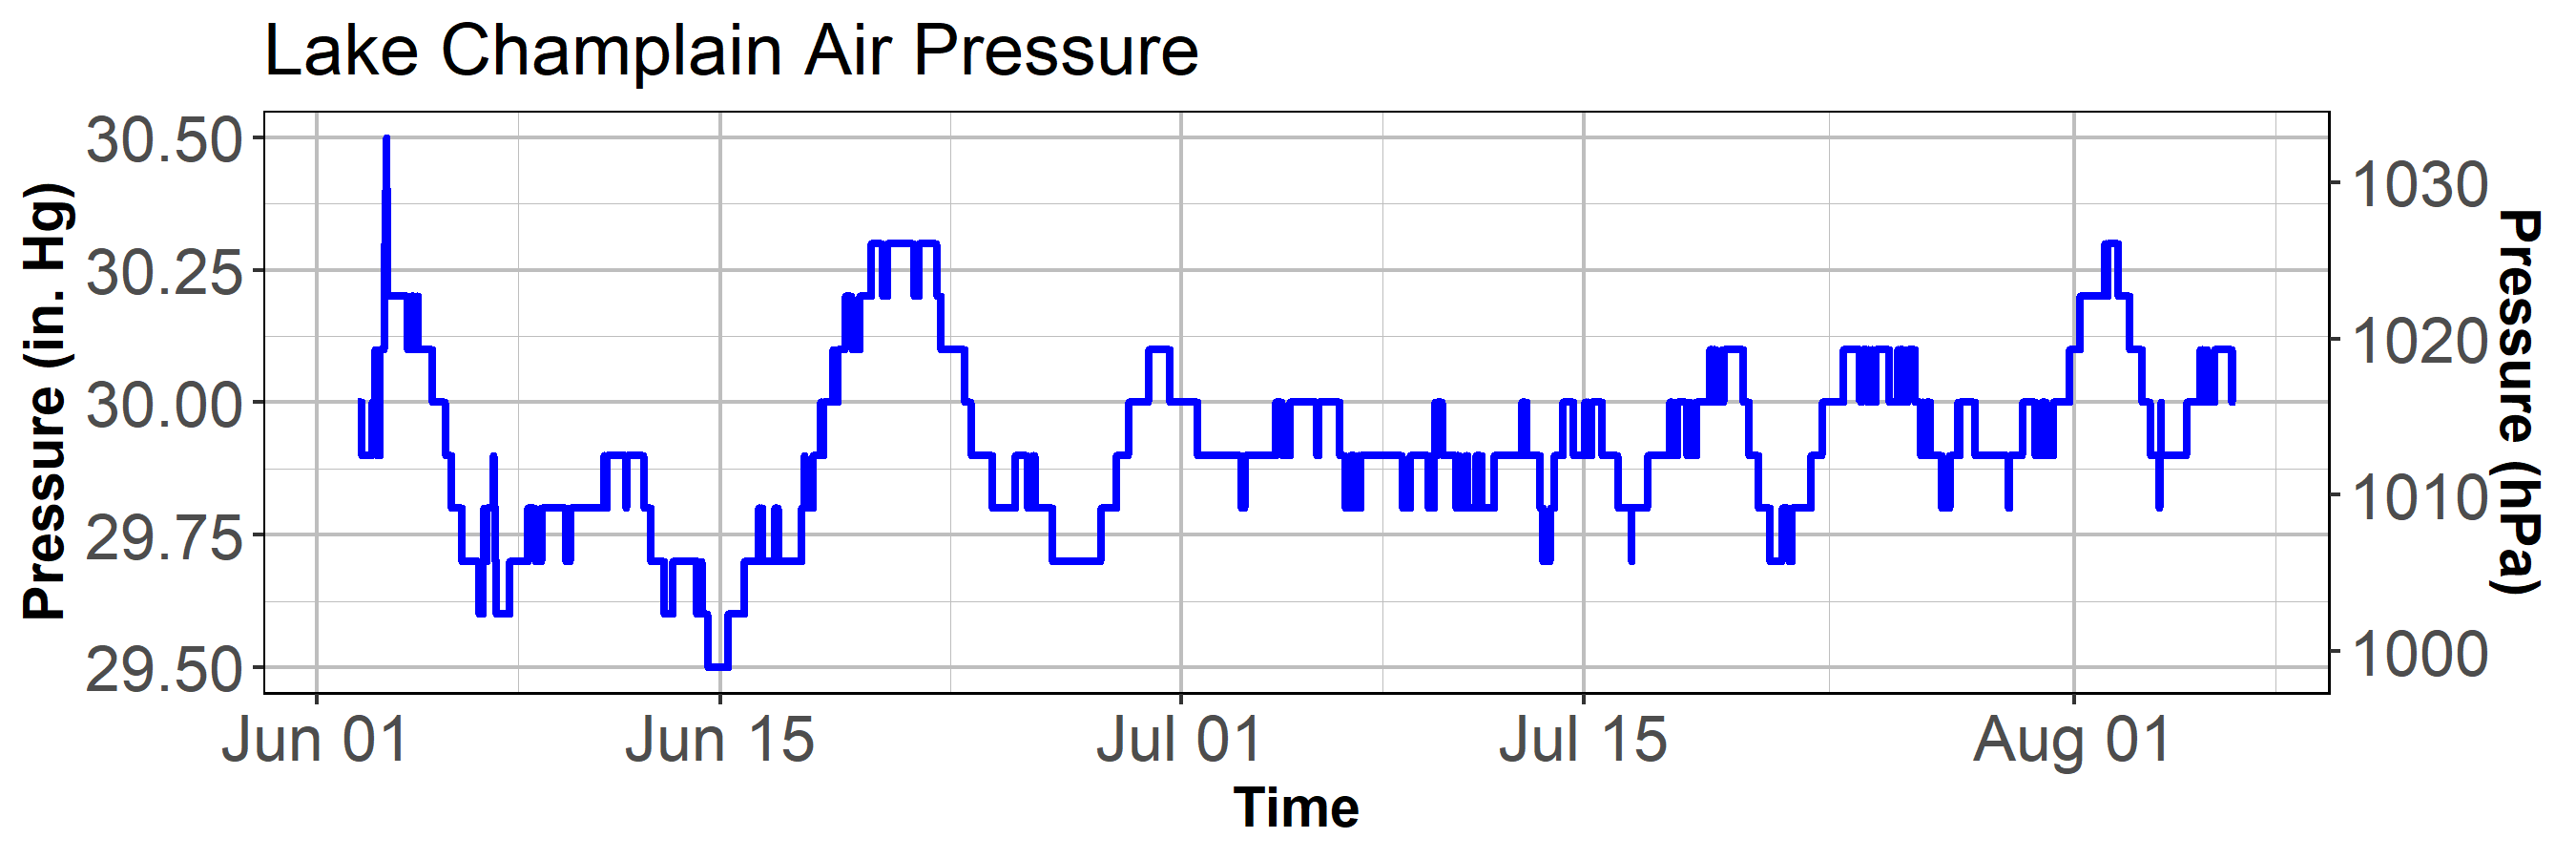 Lake Champlain Air Pressure
Pressure (in. Hg)
30.50
30.25
30.00
29.75
29.50
1030
1020
1010
1000
Pressure (hPa)
Jun 01 Jun 15 Jul 01 Jul 15 Aug 01
Time